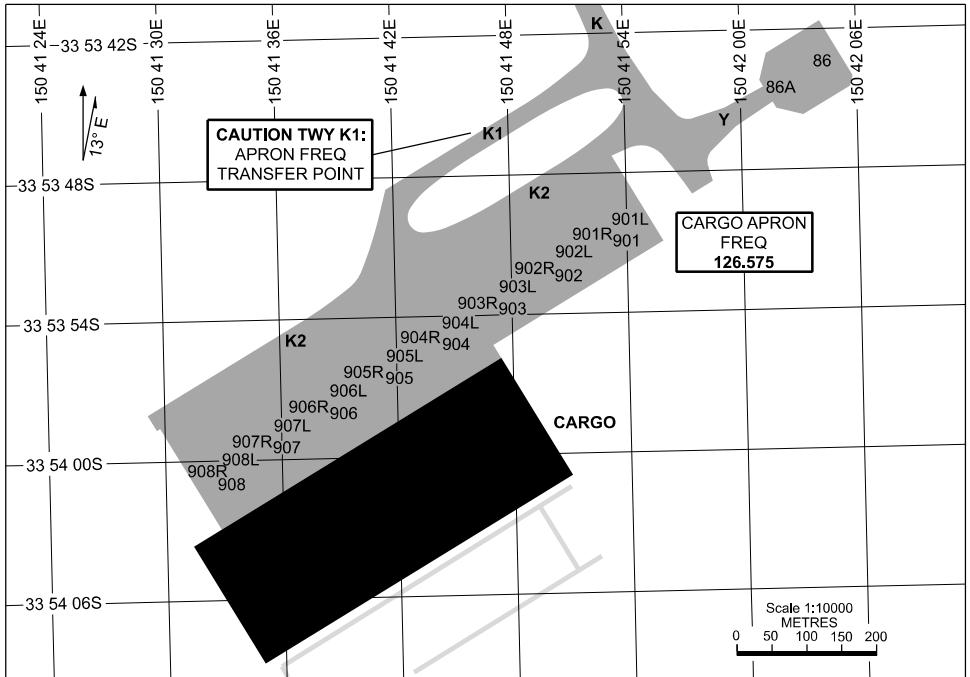 150 41 24E
150 41 30E
150 41 36E
150 41 42E
150 41 48E
150 41 54E
150 42 00E
150 42 06E
33 53 42S
K
86
86A
13° E
CAUTION TWY K1:
APRON FREQ
TRANSFER POINT
K1
Y
33 53 48S
K2
901L
901R
901
CARGO APRON
FREQ
126.575
902L
902R
902
903L
903R
903
33 53 54S
904L
904R
904
K2
905L
905R
905
906L
906R
906
CARGO
907L
907R
907
908L
908R
908
33 54 00S
33 54 06S
Scale 1:10000
METRES
0 50 100 150 200